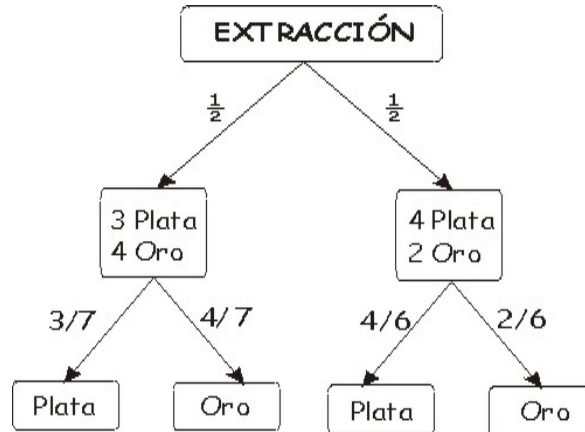 EXTRACCIÓN
1/2
1/2
3 Plata
4 Oro
4 Plata
2 Oro
3/7
4/7
4/6
2/6
Plata
Oro
Plata
Oro